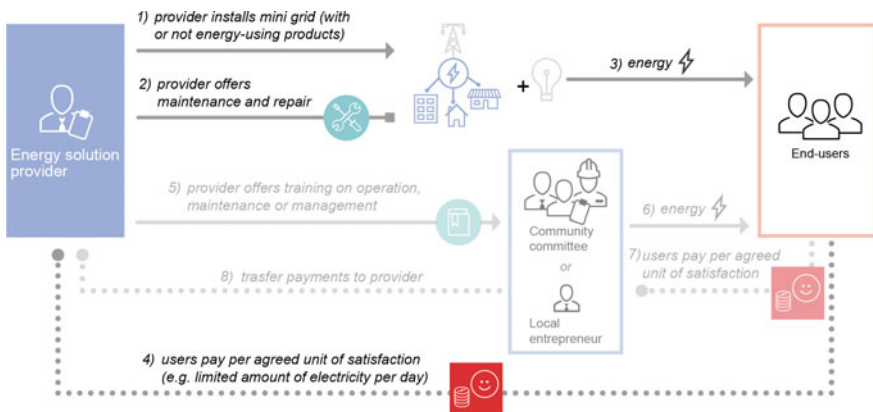 1) provider installs mini grid (with
or not energy-using products)
2) provider offers
maintenance and repair
Energy solution
provider
+
3) energy
End-users
5) provider offers training on operation,
maintenance or management
Community
committee
or
Local
entrepreneur
6) energy
7) users pay per agreed
unit of satisfaction
8) trasfer payments to provider
4) users pay per agreed unit of satisfaction
(e.g. limited amount of electricity per day)